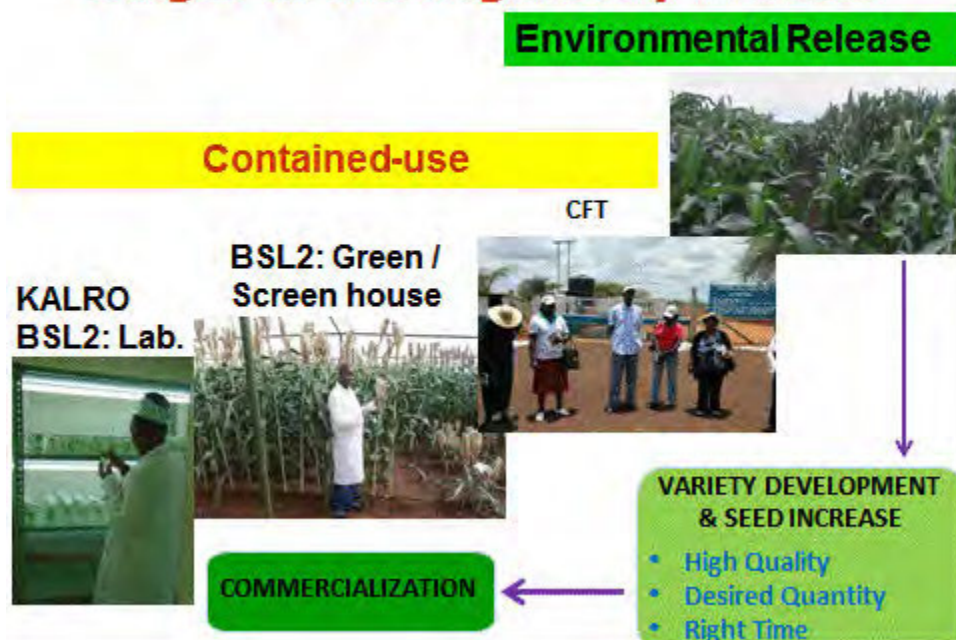 Environmental Release
Contained-use
CFT
BSL2: Green /
Screen house
KALRO
BSL2: Lab.
VARIETY DEVELOPMENT
& SEED INCREASE
• High Quality
• Desired Quantity
• Right Time
COMMERCIALIZATION